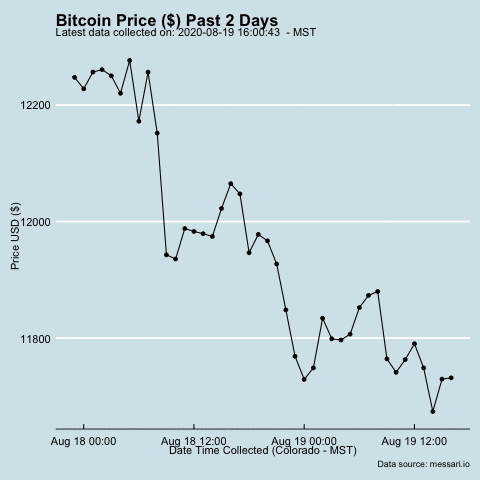 Bitcoin Price ($) Past 2 Days
Latest data collected on: 2020-08-19 16:00:43  - MST
12200
12000
11800
Price USD ($)
Aug 18 00:00
Aug 18 12:00
Aug 19 00:00
Aug 19 12:00
Date Time Collected (Colorado - MST)
Data source: messari.io